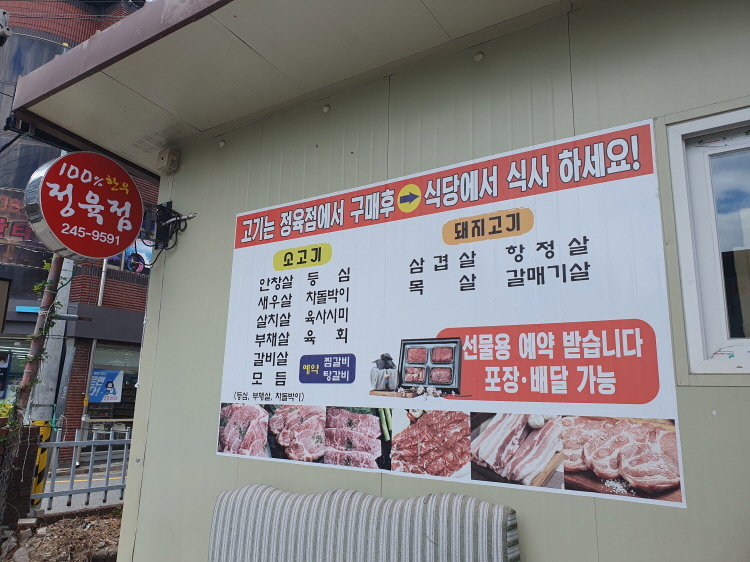 100% 한우
정육점
245-9591
고기는 정육점에서 구매후 ➡ 식당에서 식사 하세요!
소고기
안창살 등 심
새우살 차돌박이
살치살 육사시미
부채살 육 회
갈비살
모 듬
(등심, 부채살, 차돌박이)
예약 찜갈비
탕갈비
돼지고기
삼겹살 항정살
목 살 갈매기살
선물용 예약 받습니다
포장·배달 가능